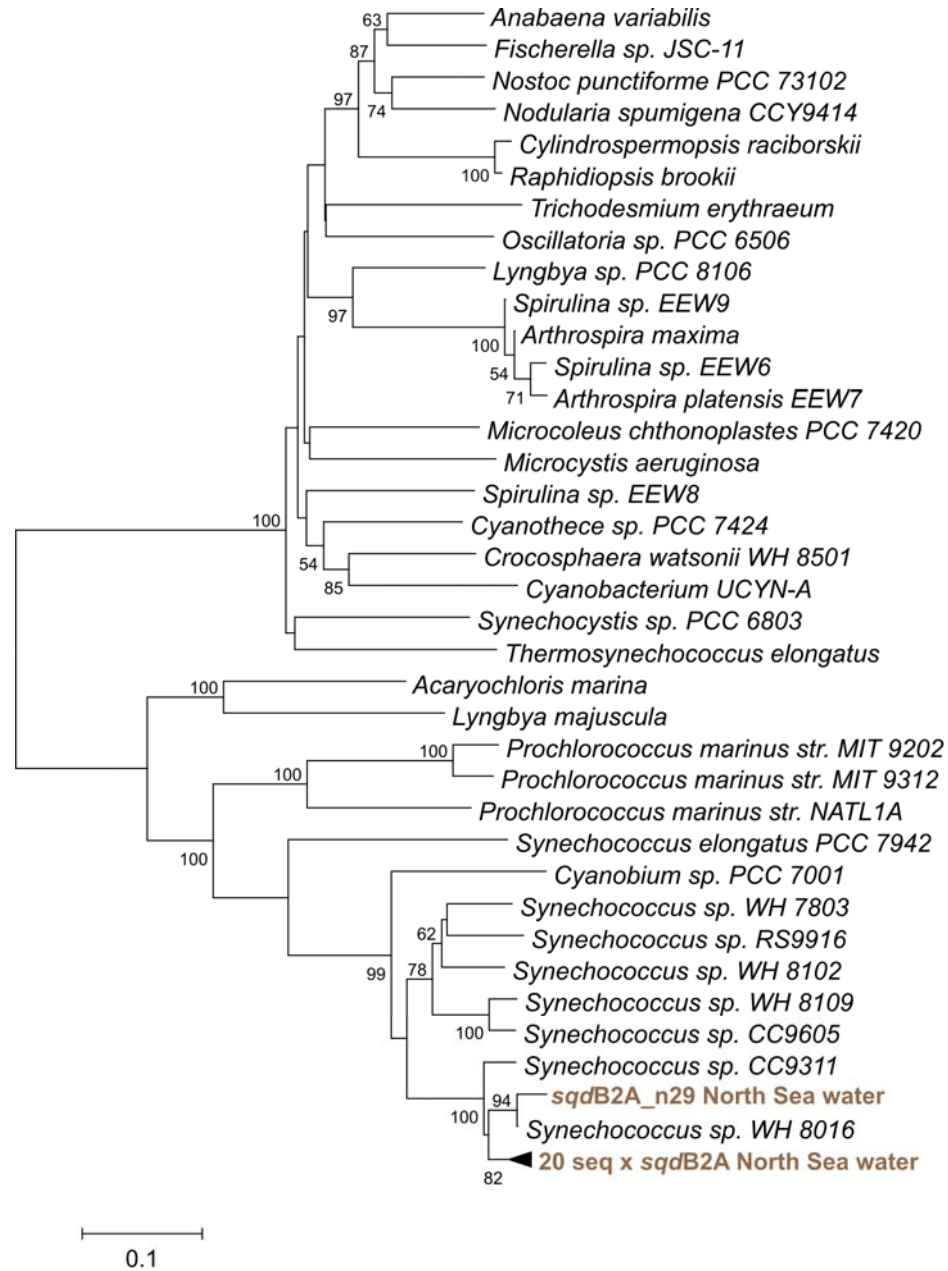 63
Anabaena variabilis
87
Fischerella sp. JSC-11
97
74
Nostoc punctiforme PCC 73102
Nodularia spumigena CCY9414
Cylindrospermopsis raciborskii
100
Raphidiopsis brookii
Trichodesmium erythraeum
Oscillatoria sp. PCC 6506
Lyngbya sp. PCC 8106
97
Spirulina sp. EEW9
100
Arthrospira maxima
54
Spirulina sp. EEW6
71
Arthrospira platensis EEW7
Microcoleus chthonoplastes PCC 7420
Microcystis aeruginosa
Spirulina sp. EEW8
100
Cyanothece sp. PCC 7424
54
Crocosphaera watsonii WH 8501
85
Cyanobacterium UCYN-A
Synechocystis sp. PCC 6803
Thermosynechococcus elongatus
100
Acaryochloris marina
Lyngbya majuscula
100
Prochlorococcus marinus str. MIT 9202
100
Prochlorococcus marinus str. MIT 9312
Prochlorococcus marinus str. NATL1A
100
Synechococcus elongatus PCC 7942
Cyanobium sp. PCC 7001
Synechococcus sp. WH 7803
62
Synechococcus sp. RS9916
99
78
Synechococcus sp. WH 8102
Synechococcus sp. WH 8109
100
Synechococcus sp. CC9605
Synechococcus sp. CC9311
100
94
sqdB2A_n29 North Sea water
Synechococcus sp. WH 8016
82
20 seq x sqdB2A North Sea water
0.1